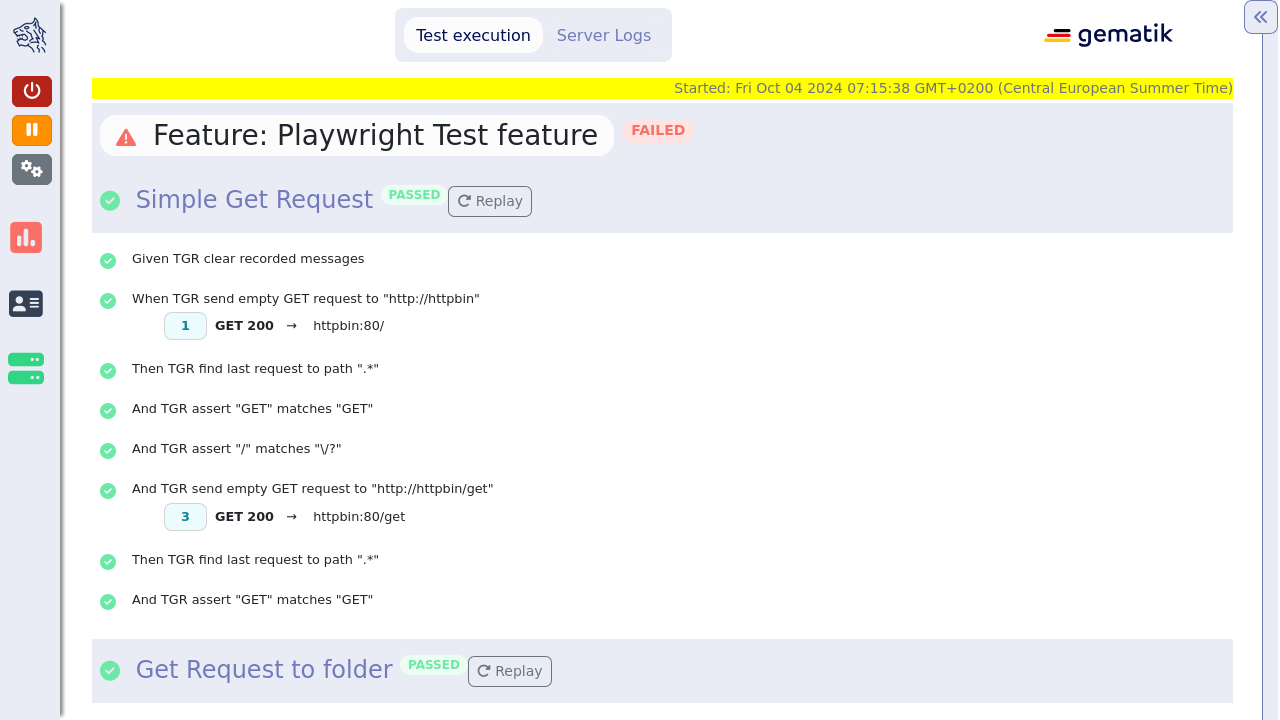 Test execution
Server Logs
gematik
Started: Fri Oct 04 2024 07:15:38 GMT+0200 (Central European Summer Time)
Feature: Playwright Test feature
FAILED
Simple Get Request
PASSED
Replay
Given TGR clear recorded messages
When TGR send empty GET request to "http://httpbin"
1 GET 200 → httpbin:80/
Then TGR find last request to path ".*"
And TGR assert "GET" matches "GET"
And TGR assert "/" matches "\/?"
And TGR send empty GET request to "http://httpbin/get"
3 GET 200 → httpbin:80/get
Then TGR find last request to path ".*"
And TGR assert "GET" matches "GET"
Get Request to folder
PASSED
Replay